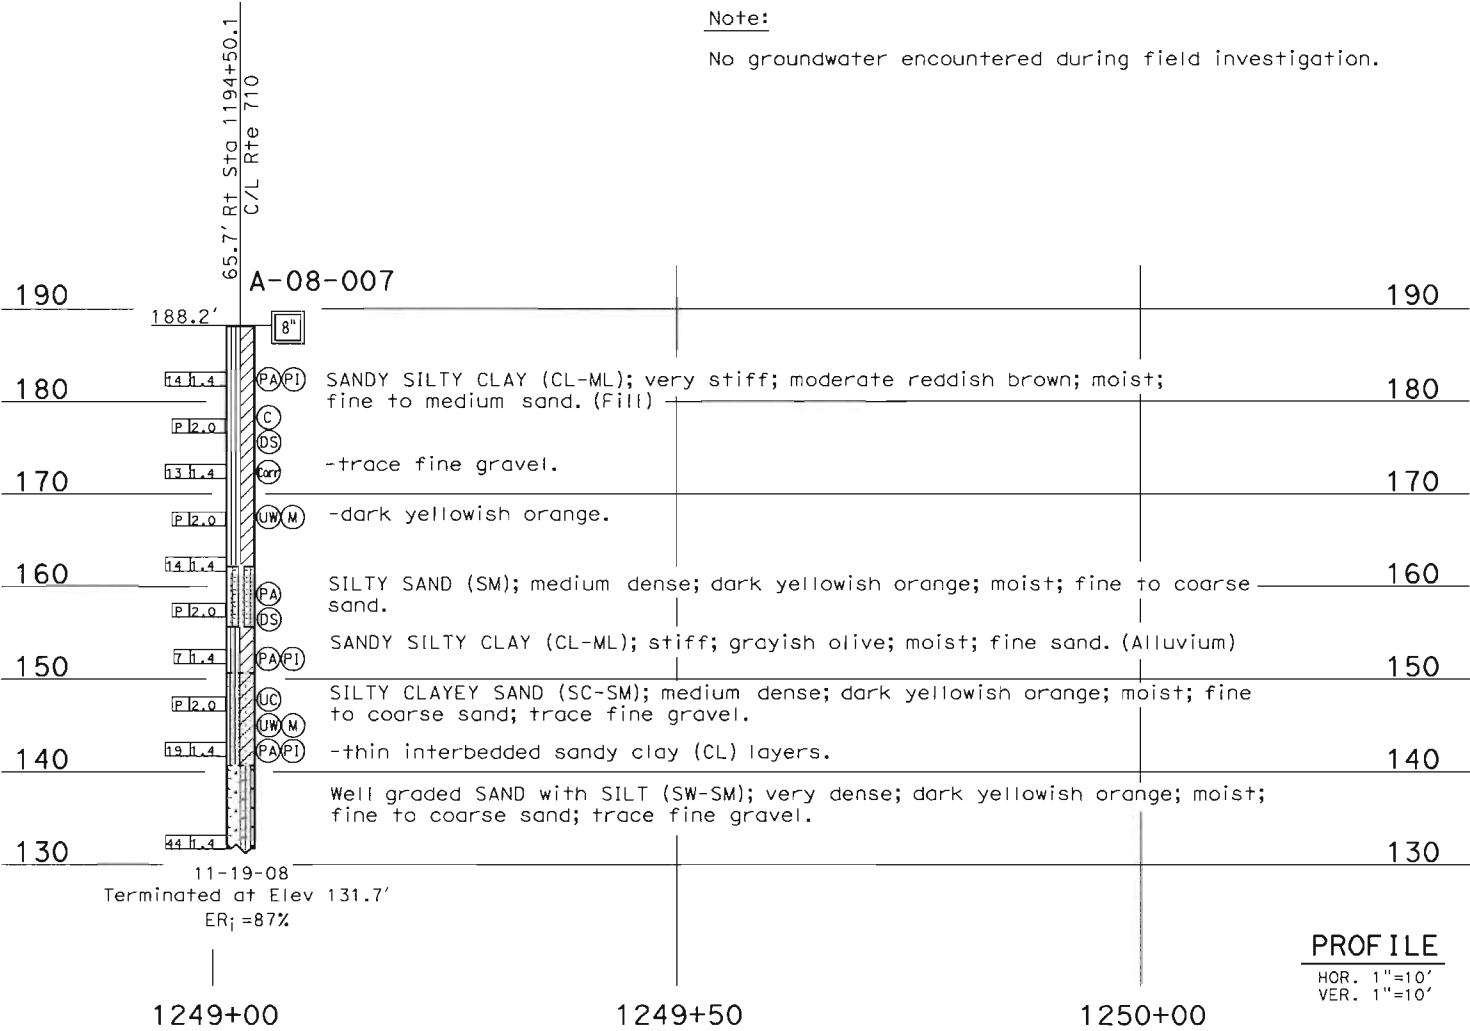 Note:
No groundwater encountered during field investigation.
65.7' Rt Sta 1194+50.1
C/L Rte 710
A-08-007
190
190
188.2'
8"
14 1.4
PA PI
SANDY SILTY CLAY (CL-ML); very stiff; moderate reddish brown; moist;
180
fine to medium sand. (Fill)
180
C
P 2.0
DS
13 1.4
Corr
-trace fine gravel.
170
170
P 2.0
UW M
-dark yellowish orange.
14 1.4
160
SILTY SAND (SM); medium dense; dark yellowish orange; moist; fine to coarse
160
PA
sand.
P 2.0
DS
SANDY SILTY CLAY (CL-ML); stiff; grayish olive; moist; fine sand. (Alluvium)
7 1.4
PA PI
150
150
SILTY CLAYEY SAND (SC-SM); medium dense; dark yellowish orange; moist; fine
P 2.0
UC
to coarse sand; trace fine gravel.
UW M
19 1.4
PA PI
-thin interbedded sandy clay (CL) layers.
140
140
Well graded SAND with SILT (SW-SM); very dense; dark yellowish orange; moist;
fine to coarse sand; trace fine gravel.
44 1.4
130
130
11-19-08
Terminated at Elev 131.7'
ERi =87%
PROFILE
HOR. 1"=10'
VER. 1"=10'
1249+00
1249+50
1250+00